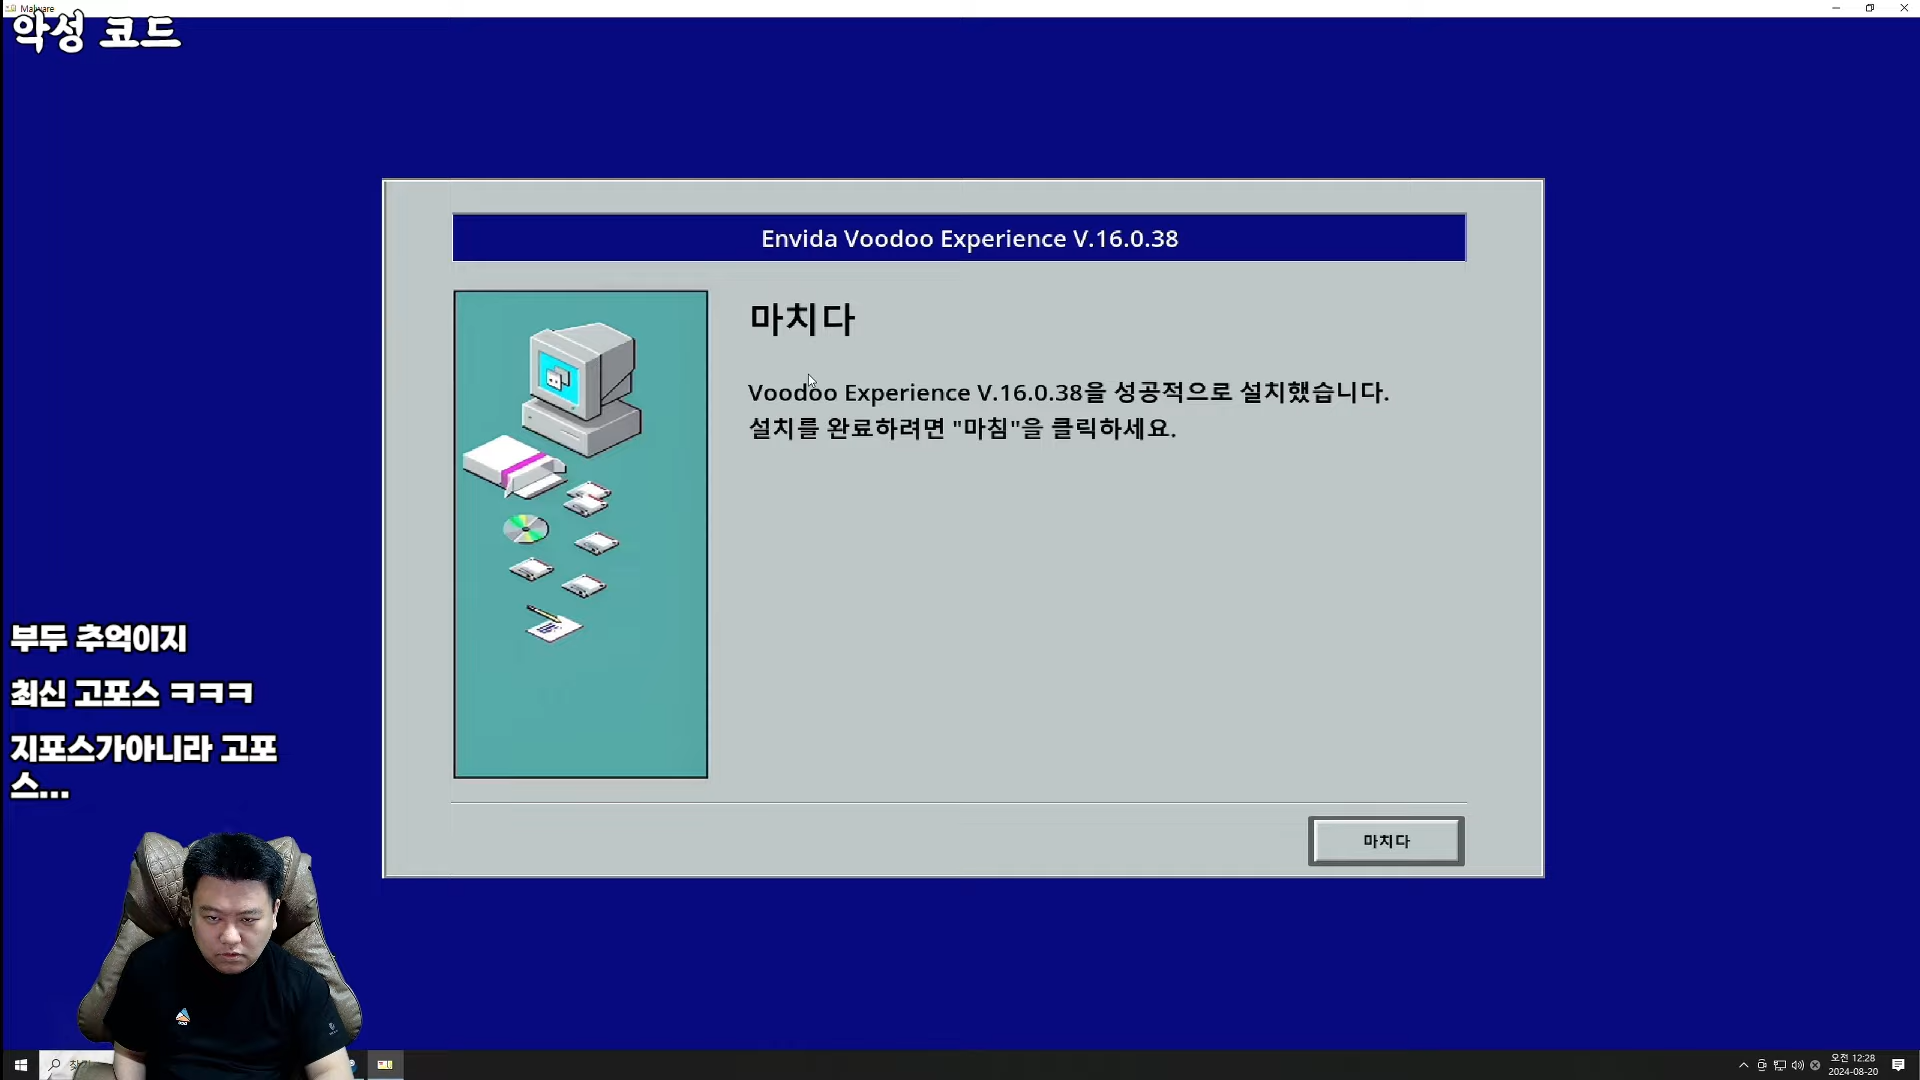 Malware
악성 코드
Envida Voodoo Experience V.16.0.38
마치다
Voodoo Experience V.16.0.38을 성공적으로 설치했습니다.
설치를 완료하려면 "마침"을 클릭하세요.
마치다
부두 추억이지
최신 고포스 ㅋㅋㅋ
지포스가아니라 고포
스...
오전 12:28
2024-08-20